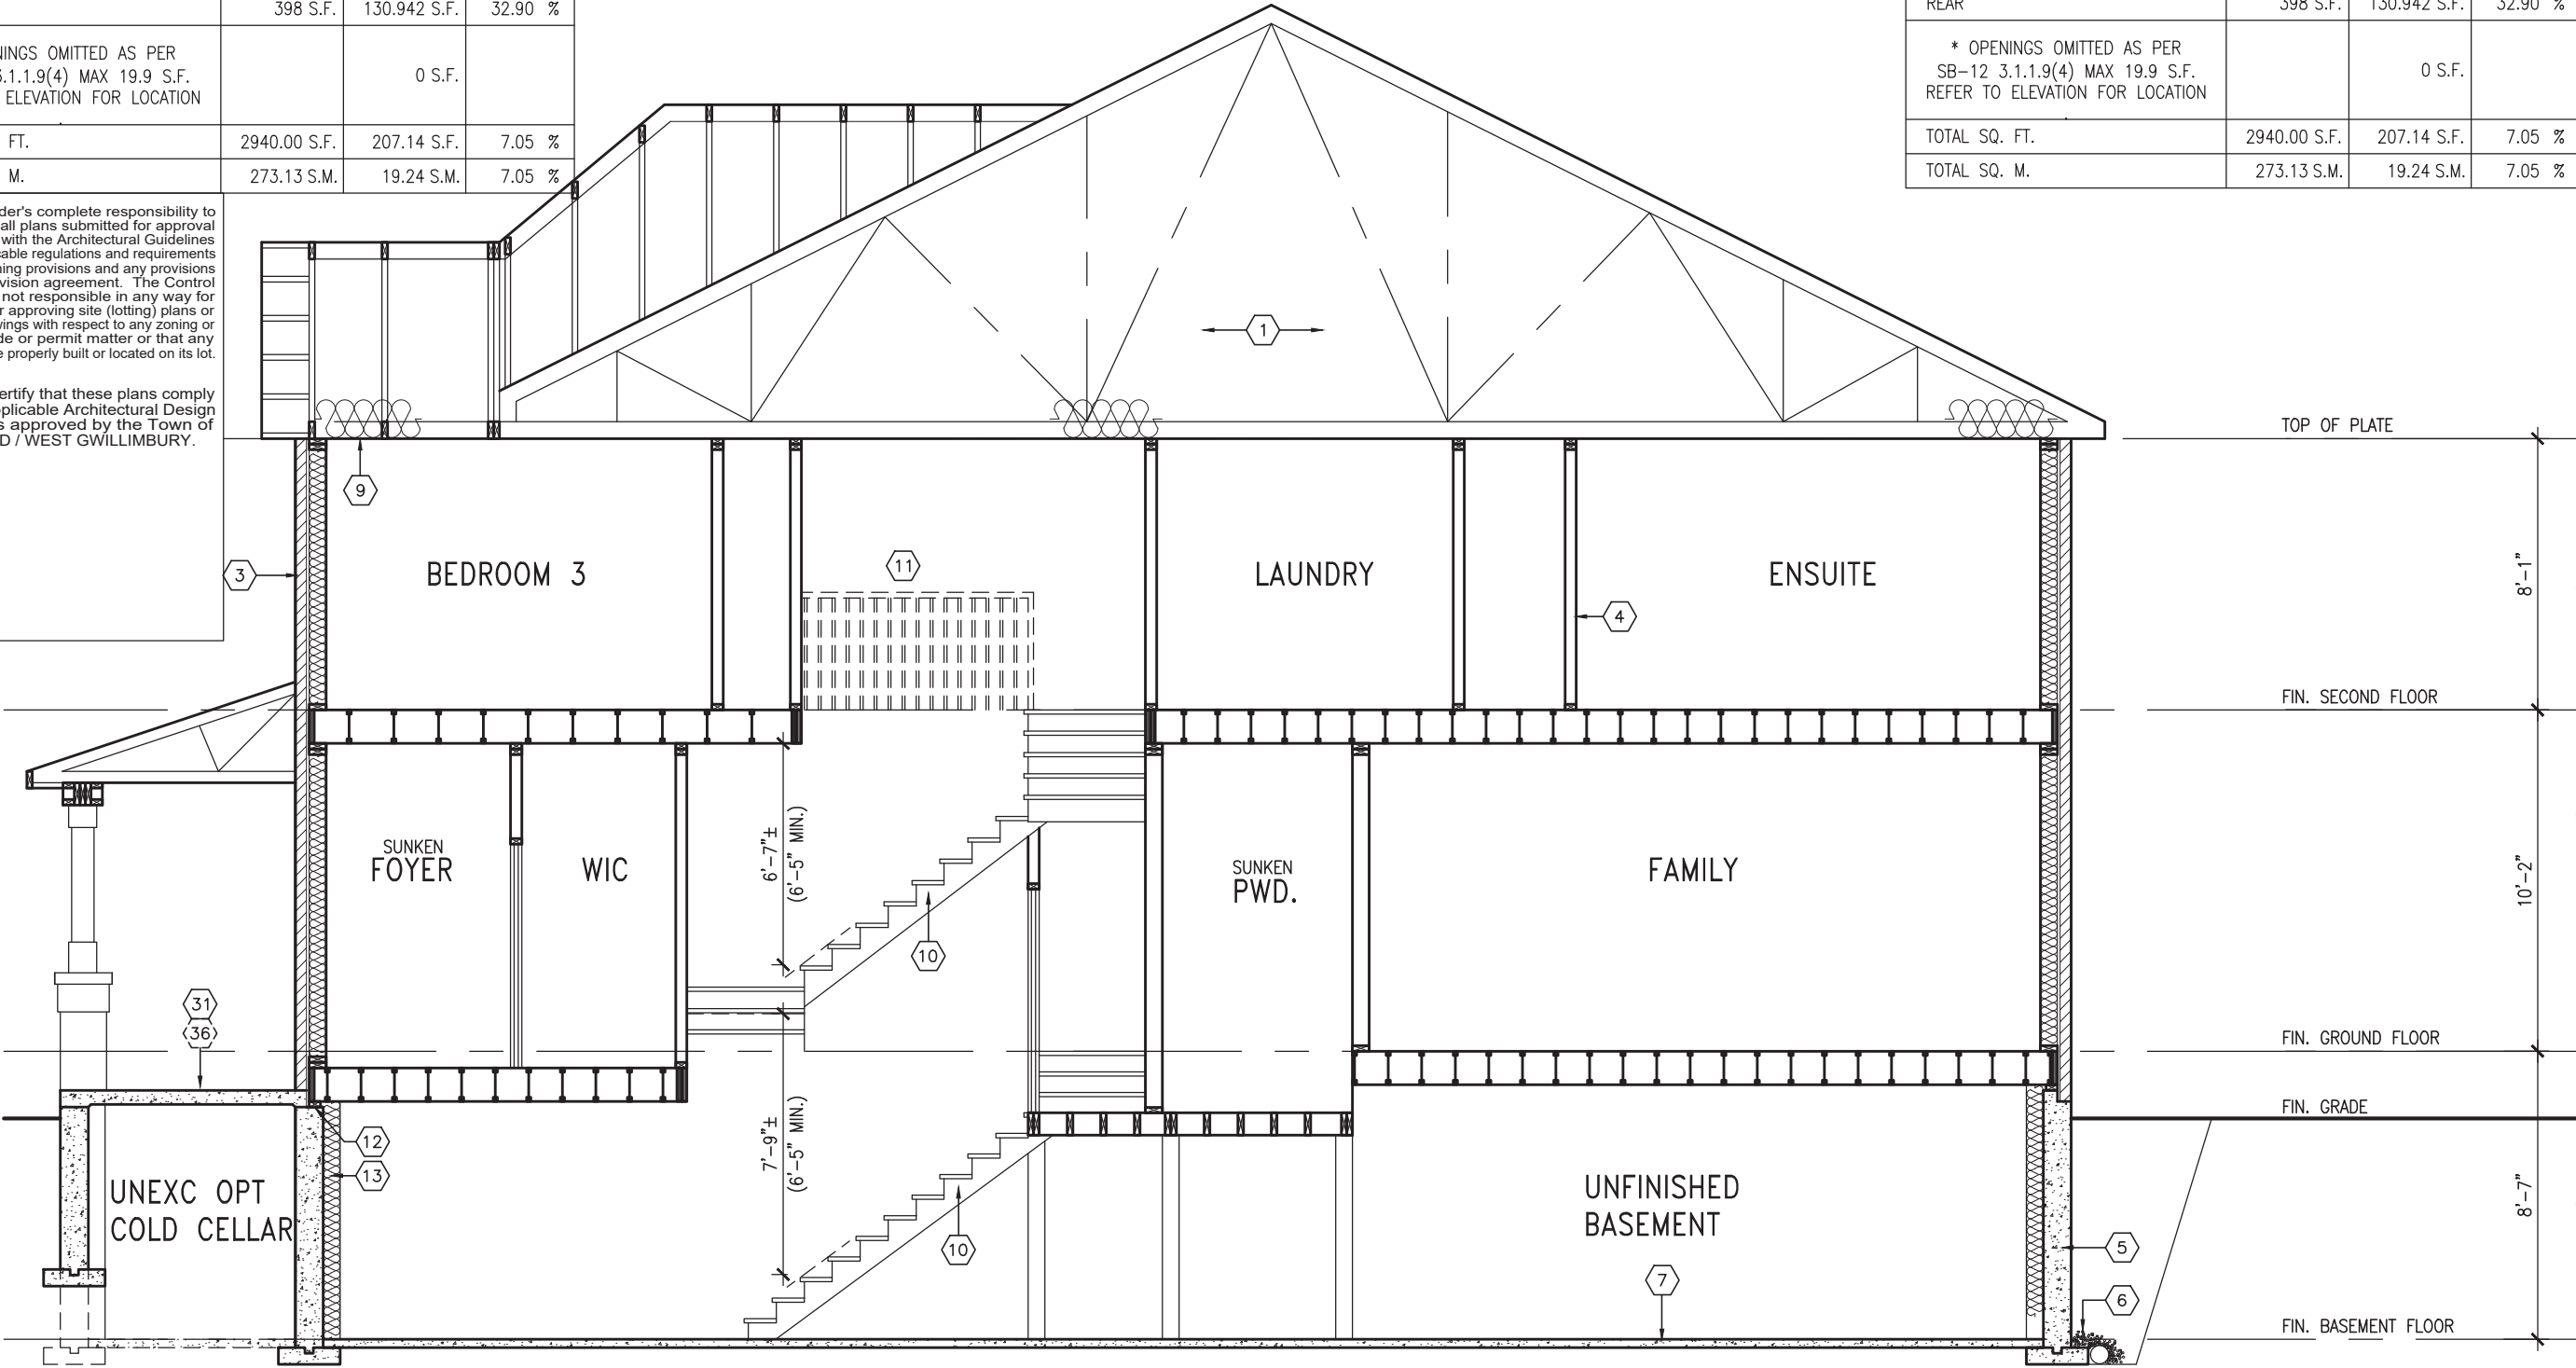 398 S.F. 130.942 S.F. 32.90 %
NINGS OMITTED AS PER
3.1.1.9(4) MAX 19.9 S.F.
0 S.F.
ELEVATION FOR LOCATION
FT. 2940.00 S.F. 207.14 S.F. 7.05 %
M. 273.13 S.M. 19.24 S.M. 7.05 %
REAR 398 S.F. 130.942 S.F. 32.90 %
* OPENINGS OMITTED AS PER
SB-12 3.1.1.9(4) MAX 19.9 S.F.
0 S.F.
REFER TO ELEVATION FOR LOCATION
TOTAL SQ. FT. 2940.00 S.F. 207.14 S.F. 7.05 %
TOTAL SQ. M. 273.13 S.M. 19.24 S.M. 7.05 %
der's complete responsibility to
all plans submitted for approval
with the Architectural Guidelines
cable regulations and requirements
ning provisions and any provisions
vision agreement. The Control
not responsible in any way for
r approving site (lotting) plans or
wings with respect to any zoning or
de or permit matter or that any
e properly built or located on its lot.
ertify that these plans comply
plicable Architectural Design
s approved by the Town of
D / WEST GWILLIMBURY.
1
TOP OF PLATE
9
3
BEDROOM 3
11
LAUNDRY
4
ENSUITE
8'-1"
FIN. SECOND FLOOR
SUNKEN
FOYER
WIC
6'-7"±
(6'-5" MIN.)
10
SUNKEN
PWD.
FAMILY
10'-2"
31
36
FIN. GROUND FLOOR
FIN. GRADE
12
13
7'-9"±
(6'-5" MIN.)
UNEXC OPT
COLD CELLAR
10
UNFINISHED
BASEMENT
8'-7"
5
7
6
FIN. BASEMENT FLOOR